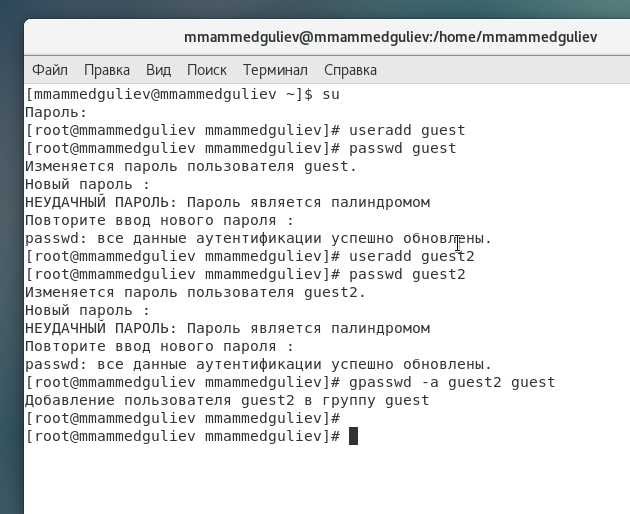 mmammedguliev@mmammedguliev:/home/mmammedguliev
Файл Правка Вид Поиск Терминал Справка
[mmammedguliev@mmammedguliev ~]$ su
Пароль:
[root@mmammedguliev mmammedguliev]# useradd guest
[root@mmammedguliev mmammedguliev]# passwd guest
Изменяется пароль пользователя guest.
Новый пароль :
НЕУДАЧНЫЙ ПАРОЛЬ: Пароль является палиндромом
Повторите ввод нового пароля :
passwd: все данные аутентификации успешно обновлены.
[root@mmammedguliev mmammedguliev]# useradd guest2
[root@mmammedguliev mmammedguliev]# passwd guest2
Изменяется пароль пользователя guest2.
Новый пароль :
НЕУДАЧНЫЙ ПАРОЛЬ: Пароль является палиндромом
Повторите ввод нового пароля :
passwd: все данные аутентификации успешно обновлены.
[root@mmammedguliev mmammedguliev]# gpasswd -a guest2 guest
Добавление пользователя guest2 в группу guest
[root@mmammedguliev mmammedguliev]#
[root@mmammedguliev mmammedguliev]#